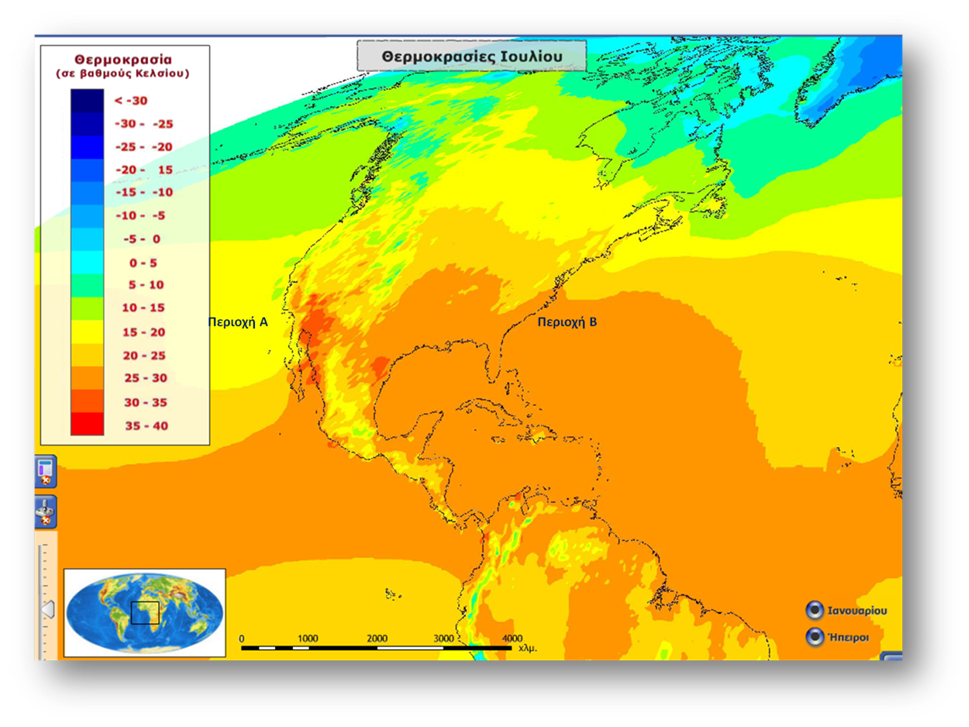 Θερμοκρασίες Ιουλίου
Θερμοκρασία
(σε βαθμούς Κελσίου)
< -30
-30 - -25
-25 - -20
-20 - 15
-15 - -10
-10 - -5
-5 - 0
0 - 5
5 - 10
10 - 15
15 - 20
20 - 25
25 - 30
30 - 35
35 - 40
Περιοχή Α
Περιοχή Β
Ιανουαρίου
Ήπειροι
0 1000 2000 3000 4000
χλμ.